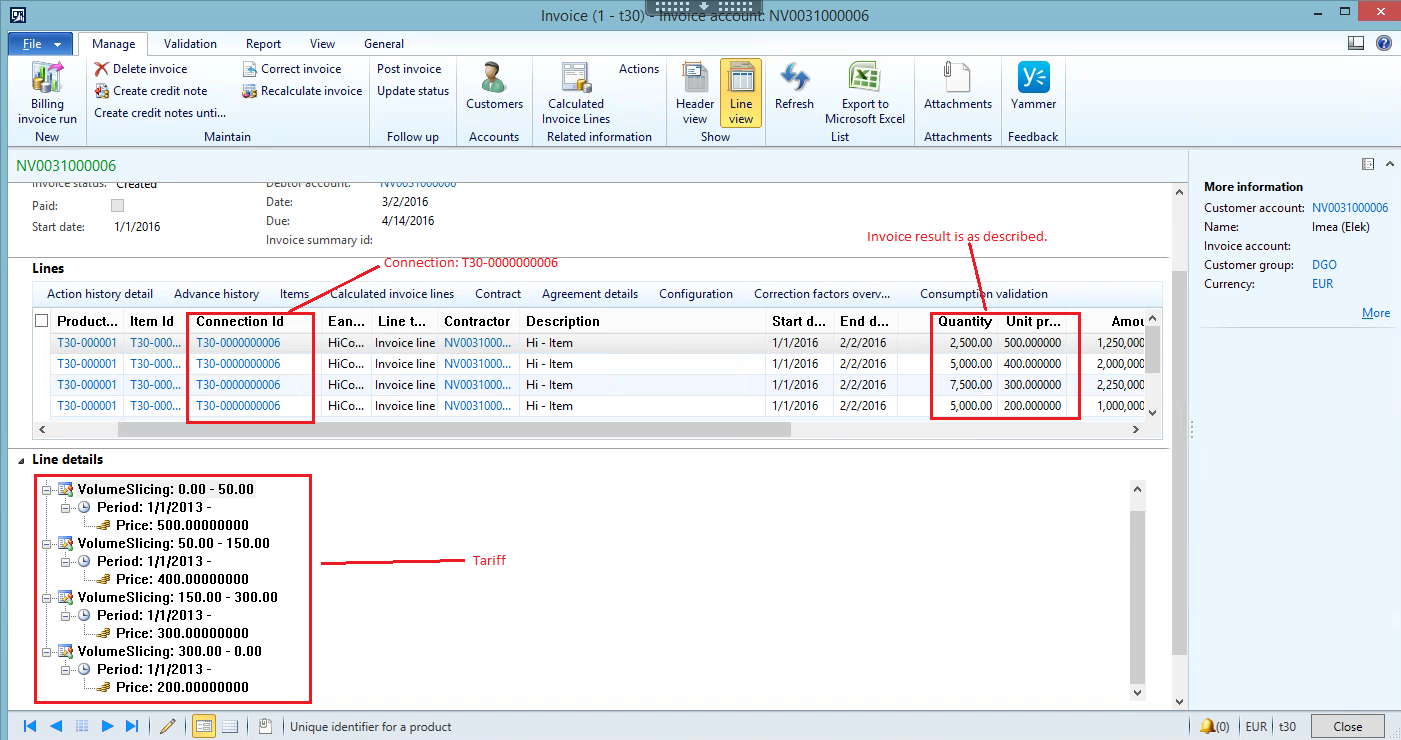 Invoice (1 - t30) - Invoice account: NV0031000006
File Manage Validation Report View General
Billing invoice run
New
Delete invoice
Create credit note
Create credit notes unti...
Correct invoice
Recalculate invoice
Maintain
Post invoice
Update status
Follow up
Customers
Accounts
Calculated Invoice Lines
Actions
Related information
Header view
Line view
Show
Refresh
Export to Microsoft Excel
List
Attachments
Attachments
Yammer
Feedback
NV0031000006
Invoice status: Created
Debtor account: NV0031000006
Paid:
Date: 3/2/2016
Start date: 1/1/2016
Due: 4/14/2016
Invoice summary id:
Invoice result is as described.
Connection: T30-0000000006
Lines
Action history detail Advance history Items Calculated invoice lines Contract Agreement details Configuration Correction factors overv... Consumption validation
Product... Item Id Connection Id Ean... Line t... Contractor Description Start d... End d... Quantity Unit pr... Amou
T30-000001 T30-000... T30-0000000006 HiCo... Invoice line NV0031000... Hi - Item 1/1/2016 2/2/2016 2,500.00 500.000000 1,250,000
T30-000001 T30-000... T30-0000000006 HiCo... Invoice line NV0031000... Hi - Item 1/1/2016 2/2/2016 5,000.00 400.000000 2,000,000
T30-000001 T30-000... T30-0000000006 HiCo... Invoice line NV0031000... Hi - Item 1/1/2016 2/2/2016 7,500.00 300.000000 2,250,000
T30-000001 T30-000... T30-0000000006 HiCo... Invoice line NV0031000... Hi - Item 1/1/2016 2/2/2016 5,000.00 200.000000 1,000,000
Line details
VolumeSlicing: 0.00 - 50.00
Period: 1/1/2013 -
Price: 500.00000000
VolumeSlicing: 50.00 - 150.00
Period: 1/1/2013 -
Price: 400.00000000
VolumeSlicing: 150.00 - 300.00
Period: 1/1/2013 -
Price: 300.00000000
VolumeSlicing: 300.00 - 0.00
Period: 1/1/2013 -
Price: 200.00000000
Tariff
More information
Customer account: NV0031000006
Name: Imea (Elek)
Invoice account:
Customer group: DGO
Currency: EUR
More
Unique identifier for a product
(0) EUR t30 Close